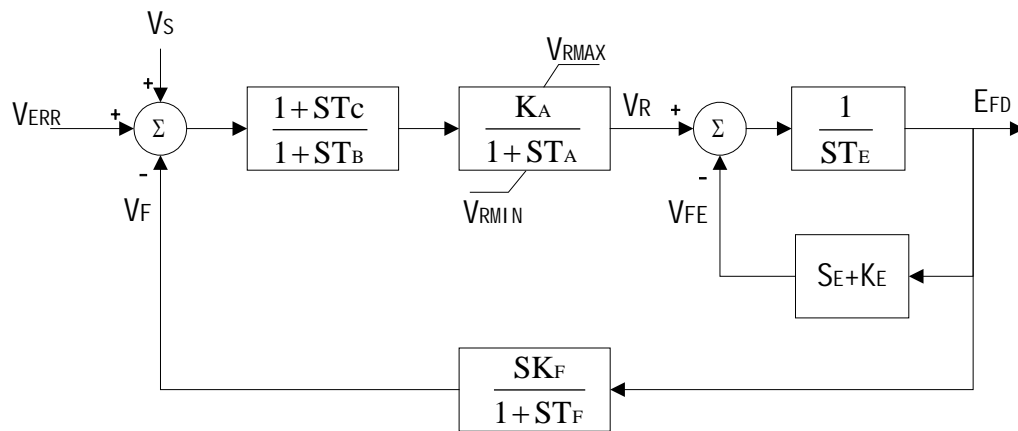 VS
+
VERR
+
Σ
-
VF
1+STC
1+STB
VRMAX
KA
1+STA
VRMIN
VR
+
Σ
-
VFE
1
STE
EFD
SE+KE
SKF
1+STF